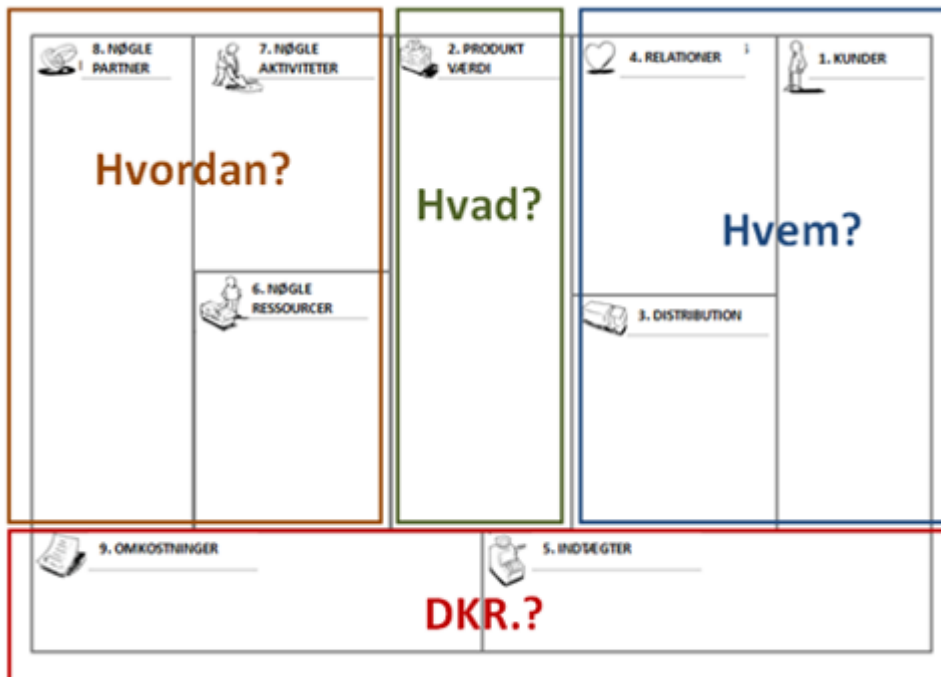 8. NØGLE
PARTNER
7. NØGLE
AKTIVITETER
2. PRODUKT
VÆRDI
4. RELATIONER
1. KUNDER
Hvordan?
Hvad?
Hvem?
6. NØGLE
RESSOURCER
3. DISTRIBUTION
9. OMKOSTNINGER
5. INDTÆGTER
DKR.?